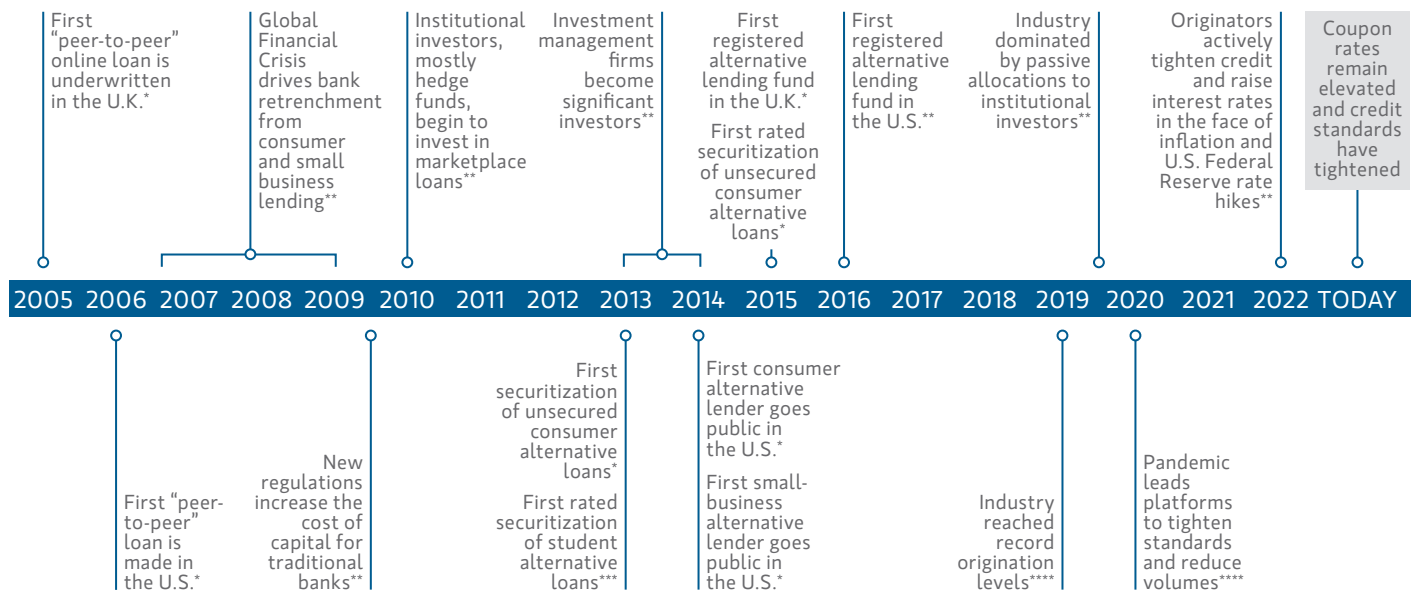 First
“peer-to-peer”
online loan is
underwritten
in the U.K.*
Global
Financial
Crisis
drives bank
retrenchment
from
consumer
and small
business
lending**
Institutional
investors,
mostly
hedge
funds,
begin to
invest in
marketplace
loans**
Investment
management
firms
become
significant
investors**
First
registered
alternative
lending fund
in the U.K.*
First rated
securitization
of unsecured
consumer
alternative
loans*
First
registered
alternative
lending
fund in
the U.S.**
Industry
dominated
by passive
allocations to
institutional
investors**
Originators
actively
tighten credit
and raise
interest rates
in the face of
inflation and
U.S. Federal
Reserve rate
hikes**
Coupon
rates
remain
elevated
and credit
standards
have
tightened
2005 2006 2007 2008 2009 2010 2011 2012 2013 2014 2015 2016 2017 2018 2019 2020 2021 2022 TODAY
First “peer-
to-peer”
loan is
made in
the U.S.*
New
regulations
increase the
cost of
capital for
traditional
banks**
First
securitization
of unsecured
consumer
alternative
loans*
First rated
securitization
of student
alternative
loans***
First consumer
alternative
lender goes
public in
the U.S.*
First small-
business
alternative
lender goes
public in
the U.S.*
Industry
reached
record
origination
levels****
Pandemic
leads
platforms
to tighten
standards
and reduce
volumes****